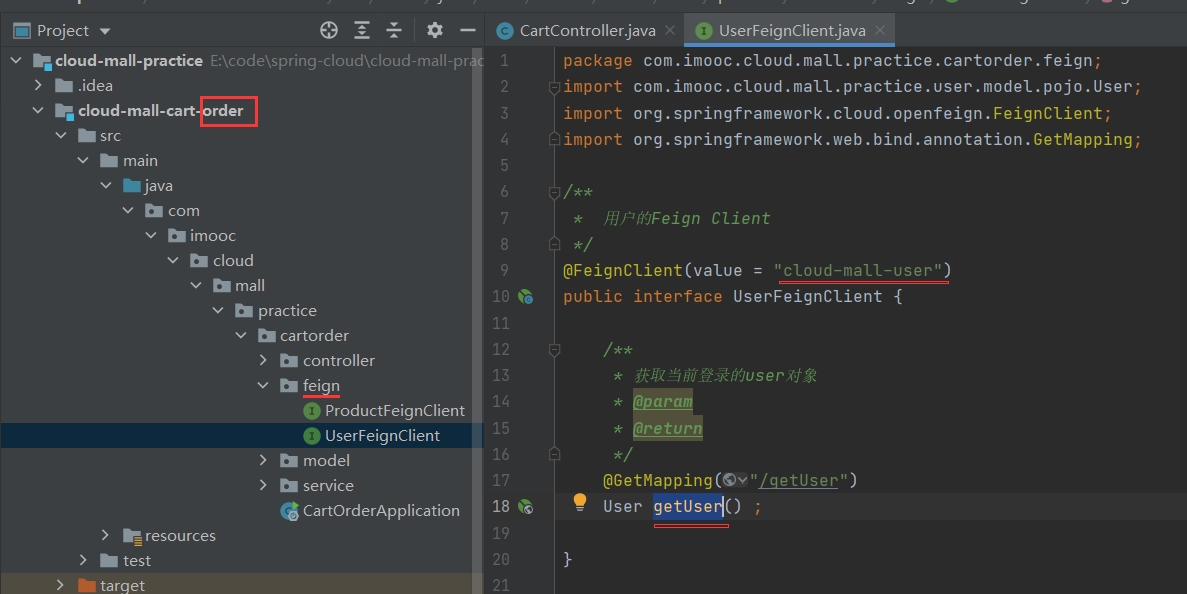 Project
cloud-mall-practice E:\code\spring-cloud\cloud-mall-prac
.idea
cloud-mall-cart-order
src
main
java
com
imooc
cloud
mall
practice
cartorder
controller
feign
ProductFeignClient
UserFeignClient
model
service
CartOrderApplication
resources
test
target
CartController.java
UserFeignClient.java
1 package com.imooc.cloud.mall.practice.cartorder.feign;
2 import com.imooc.cloud.mall.practice.user.model.pojo.User;
3 import org.springframework.cloud.openfeign.FeignClient;
4 import org.springframework.web.bind.annotation.GetMapping;
5
6 /**
7 * 用户的Feign Client
8 */
9 @FeignClient(value = "cloud-mall-user")
10 public interface UserFeignClient {
11
12 /**
13 * 获取当前登录的user对象
14 * @param
15 * @return
16 */
17 @GetMapping("/getUser")
18 User getUser() ;
19
20 }
21